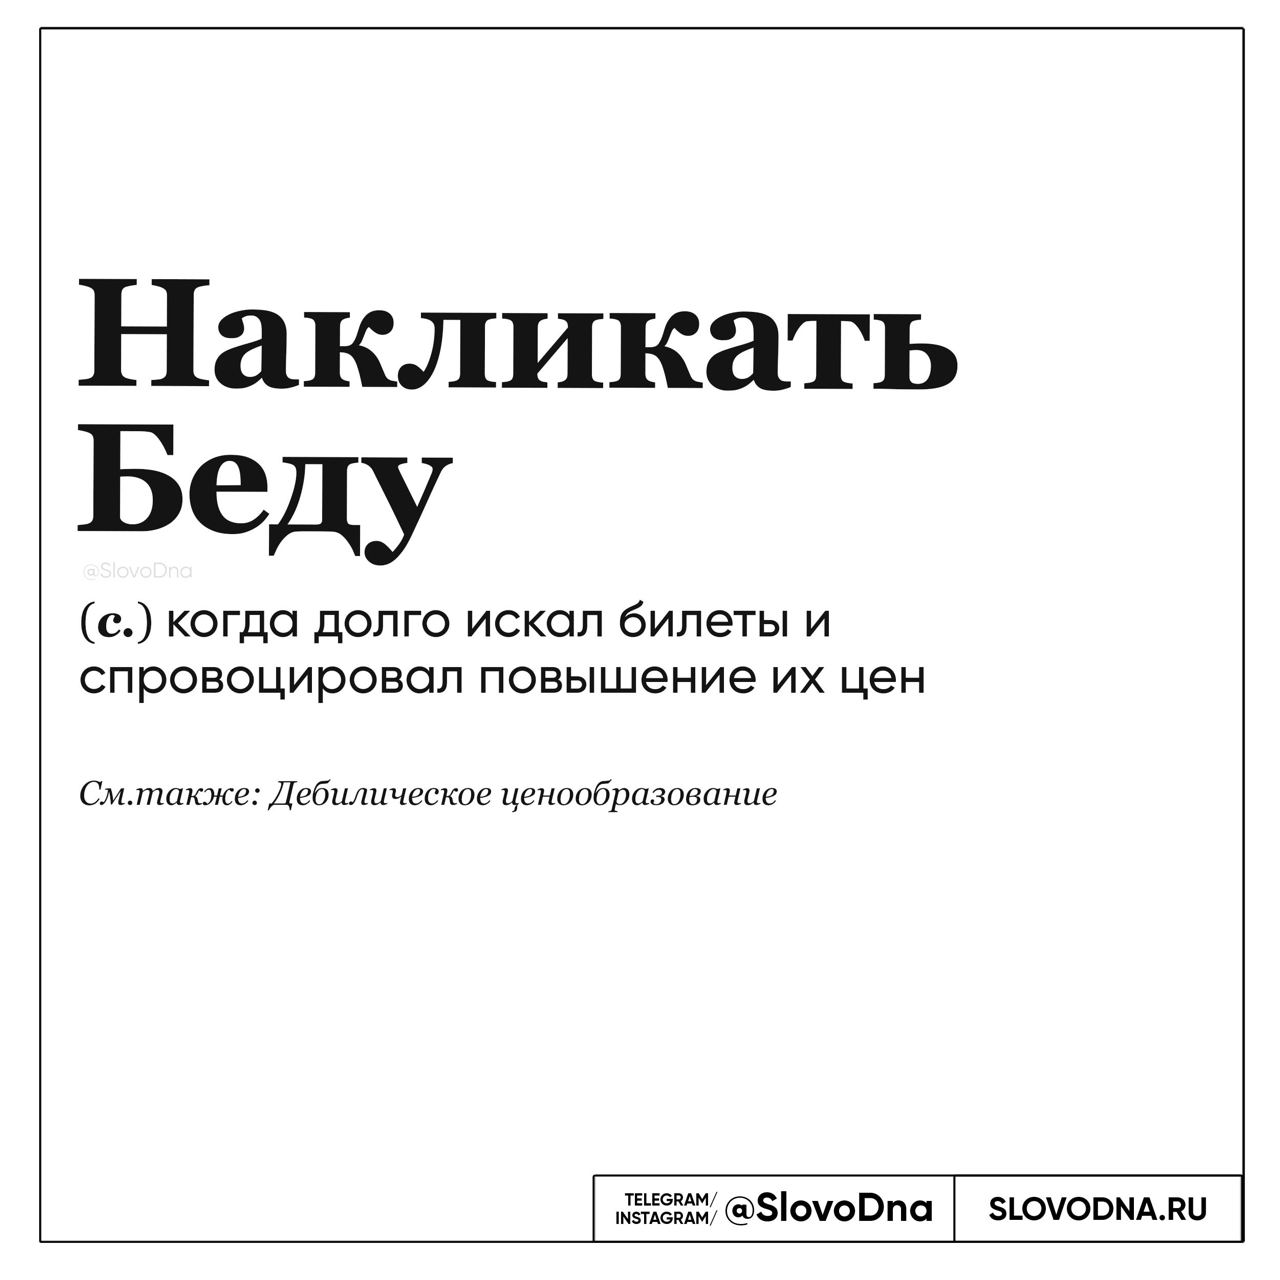 Накликать
Беду
@SlovoDna
(с.) когда долго искал билеты и
спровоцировал повышение их цен
См.также: Дебилическое ценообразование
TELEGRAM/
INSTAGRAM/
@SlovoDna
SLOVODNA.RU